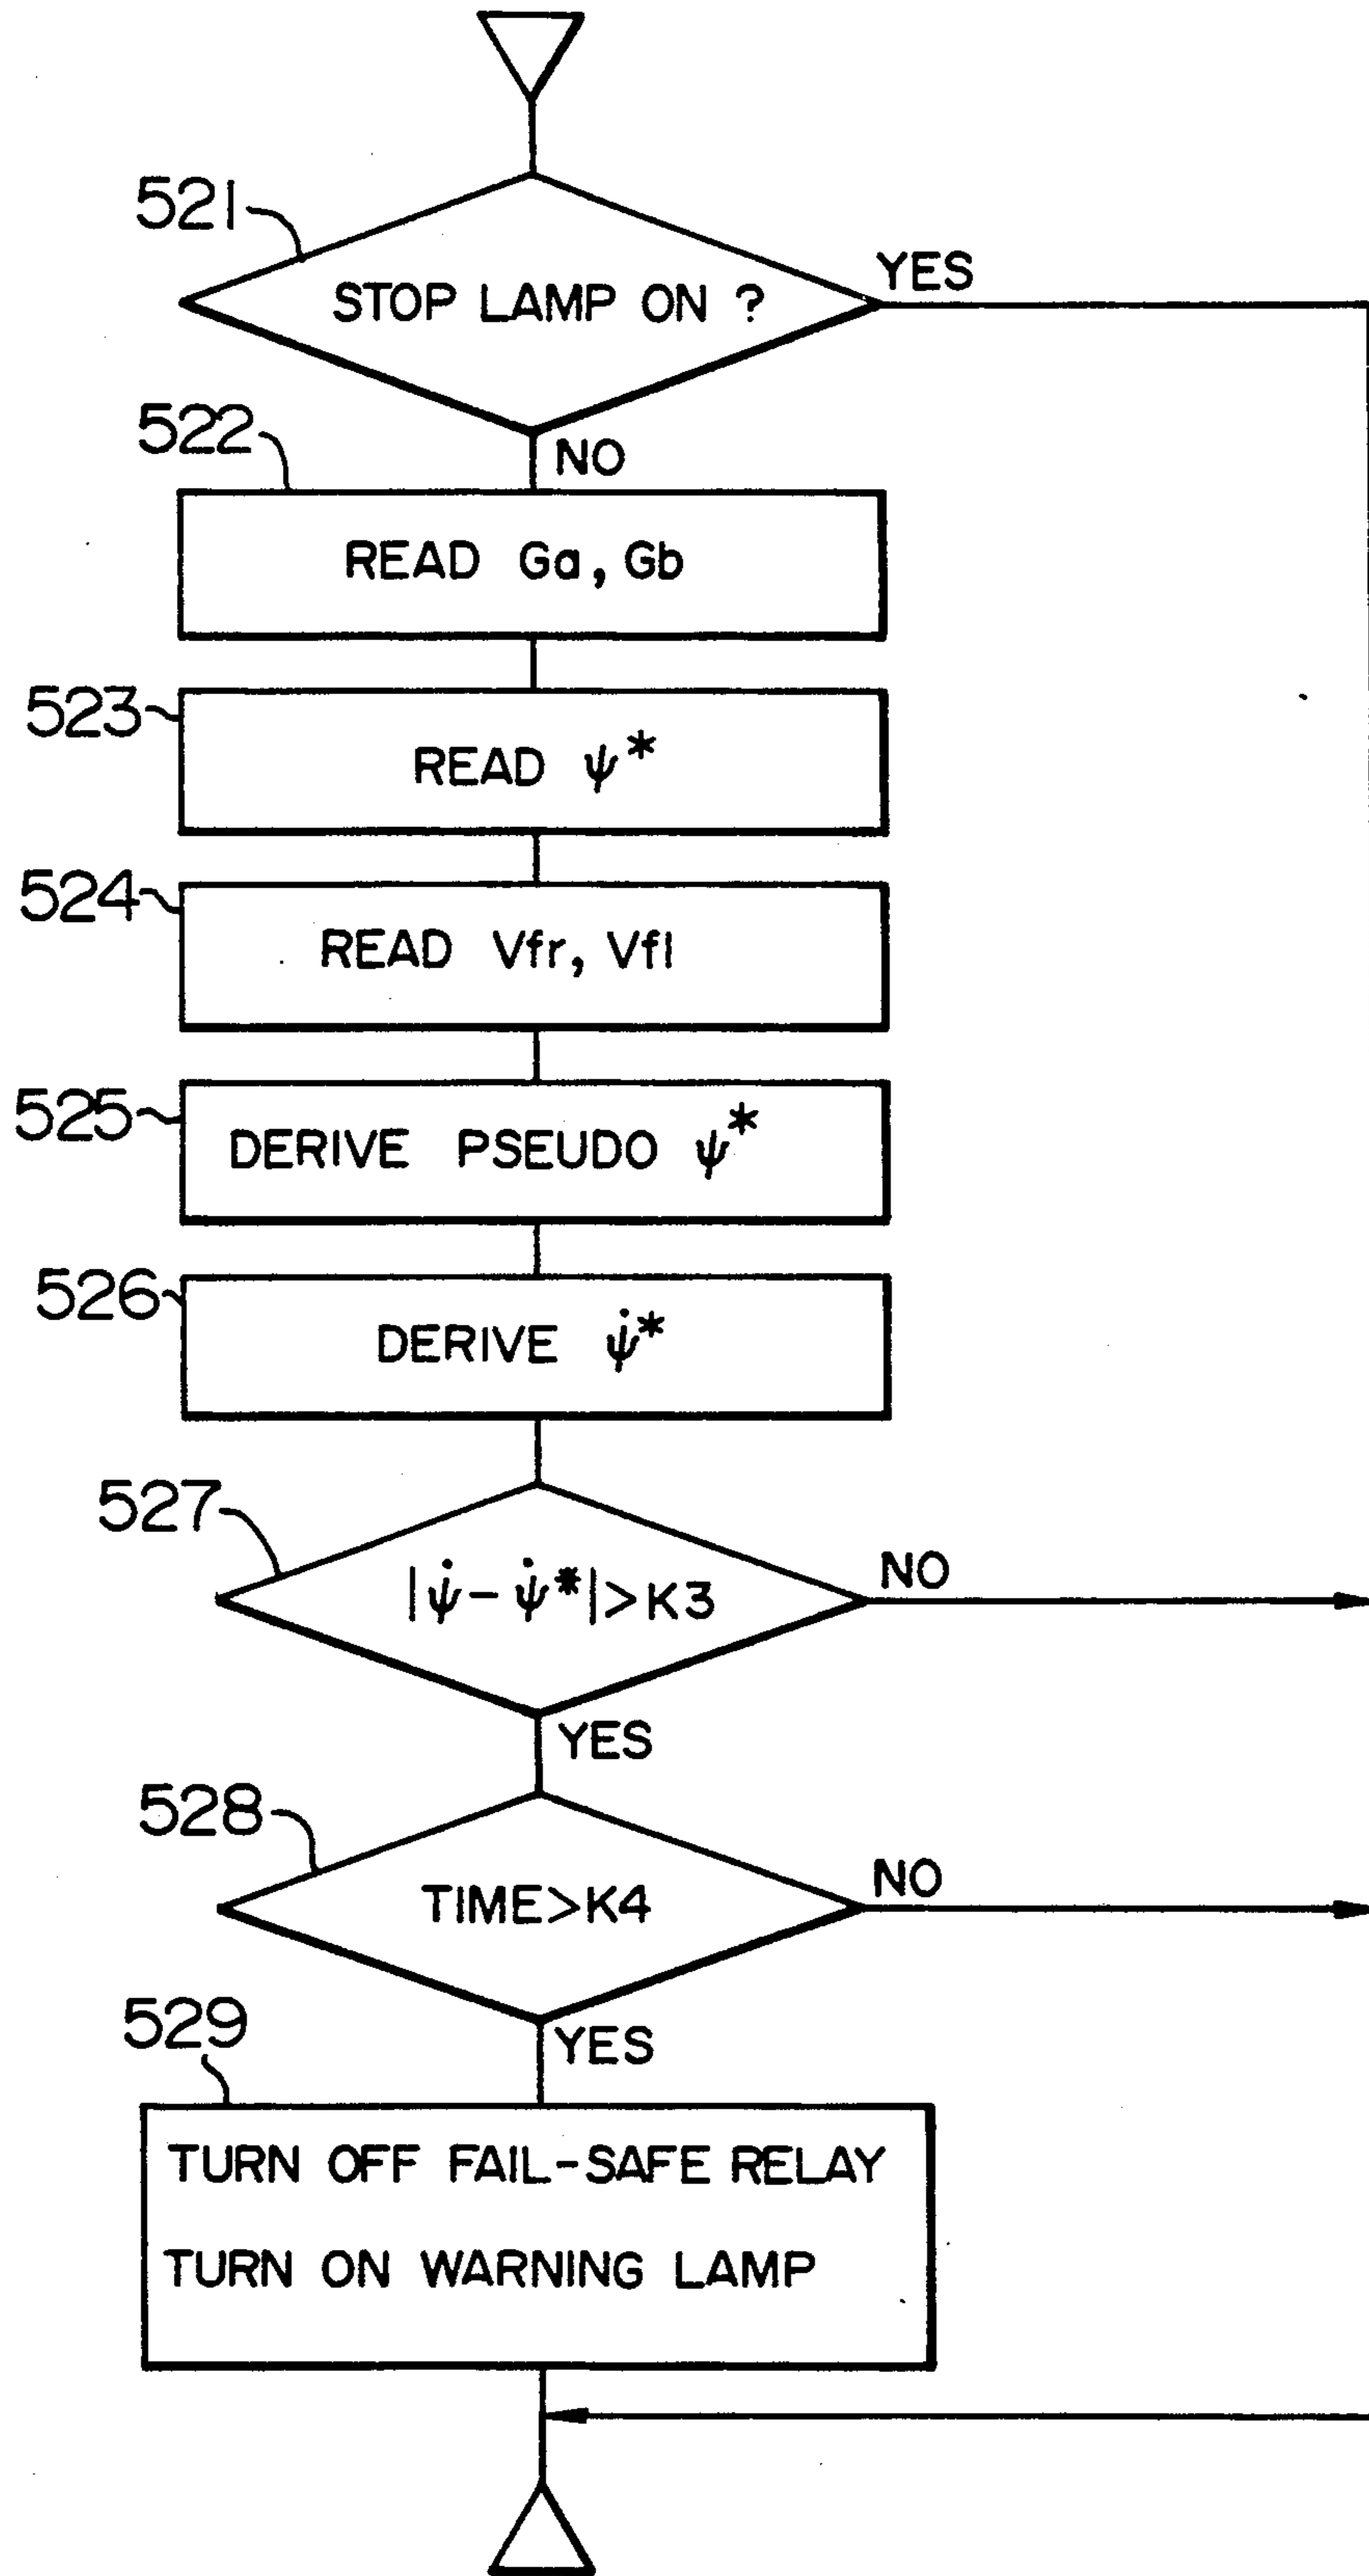 521
STOP LAMP ON ?
YES
NO
522
READ Ga, Gb
523
READ ψ*
524
READ Vfr, Vfl
525
DERIVE PSEUDO ψ*
526
DERIVE ψ̇*
527
|ψ̇ - ψ̇*|>K3
NO
YES
528
TIME>K4
NO
YES
529
TURN OFF FAIL-SAFE RELAY
TURN ON WARNING LAMP